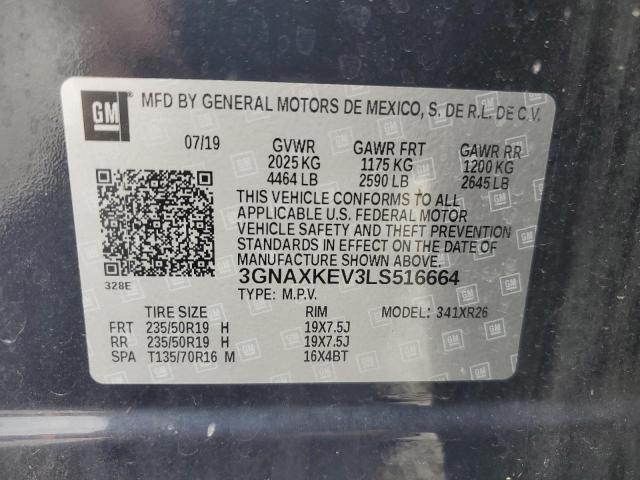 GM MFD BY GENERAL MOTORS DE MEXICO, S. DE R.L. DE C.V.
07/19 GVWR GAWR FRT GAWR RR
2025 KG 1175 KG 1200 KG
4464 LB 2590 LB 2645 LB
THIS VEHICLE CONFORMS TO ALL
APPLICABLE U.S. FEDERAL MOTOR
VEHICLE SAFETY AND THEFT PREVENTION
STANDARDS IN EFFECT ON THE DATE OF
MANUFACTURE SHOWN ABOVE.
328E 3GNAXKEV3LS516664
TYPE: M.P.V.
TIRE SIZE RIM MODEL: 341XR26
FRT 235/50R19 H 19X7.5J
RR 235/50R19 H 19X7.5J
SPA T135/70R16 M 16X4BT